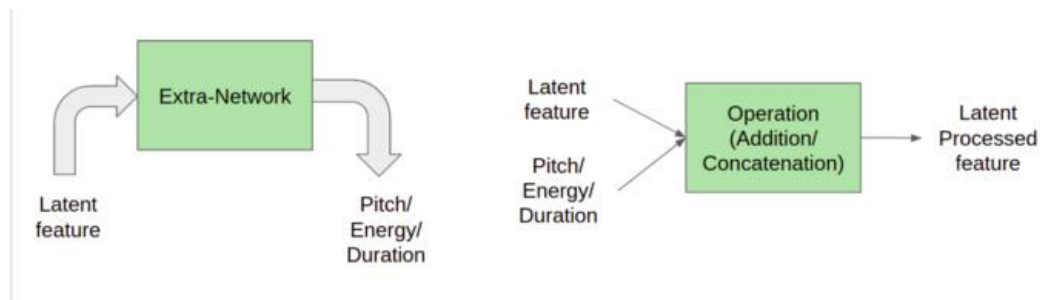 Extra-Network
Latent
feature
Pitch/
Energy/
Duration
Latent
feature
Pitch/
Energy/
Duration
Operation
(Addition/
Concatenation)
Latent
Processed
feature